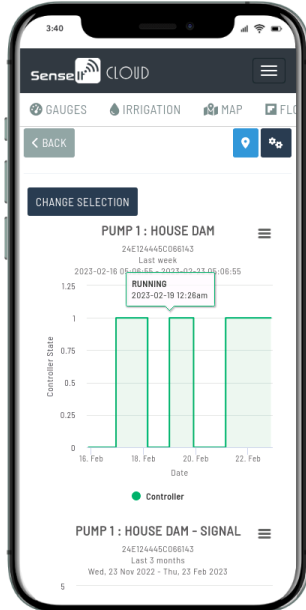 3:40
Sense it CLOUD
GAUGES IRRIGATION MAP FLO
< BACK
CHANGE SELECTION
PUMP 1 : HOUSE DAM
24E124445C066143
Last week
2023-02-16 05:06:55 - 2023-02-23 05:06:55
RUNNING
2023-02-19 12:26am
1.25
1
0.75
0.5
0.25
0
Controller State
16. Feb 18. Feb 20. Feb 22. Feb
Date
Controller
PUMP 1 : HOUSE DAM - SIGNAL
24E124445C066143
Last 3 months
Wed, 23 Nov 2022 - Thu, 23 Feb 2023
5